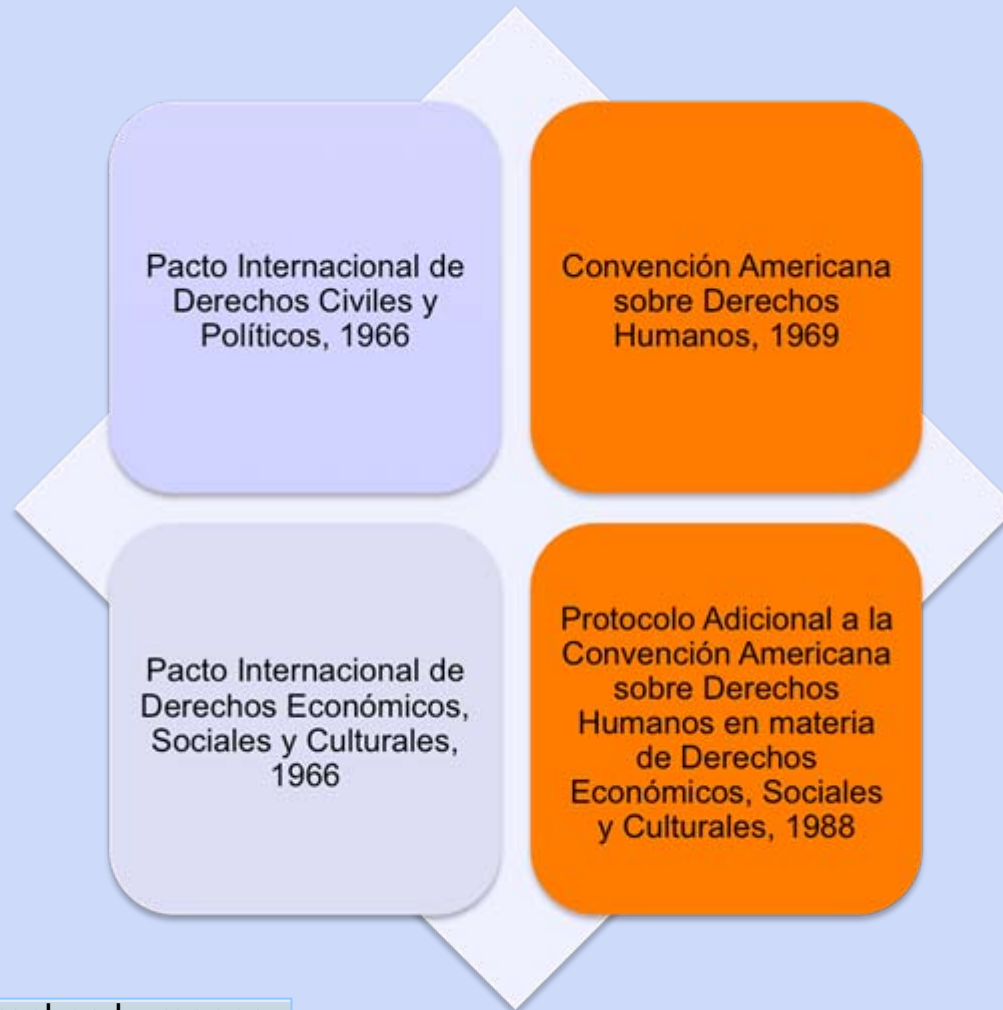 Pacto Internacional de
Derechos Civiles y
Políticos, 1966
Convención Americana
sobre Derechos
Humanos, 1969
Pacto Internacional de
Derechos Económicos,
Sociales y Culturales,
1966
Protocolo Adicional a la
Convención Americana
sobre Derechos
Humanos en materia
de Derechos
Económicos, Sociales
y Culturales, 1988